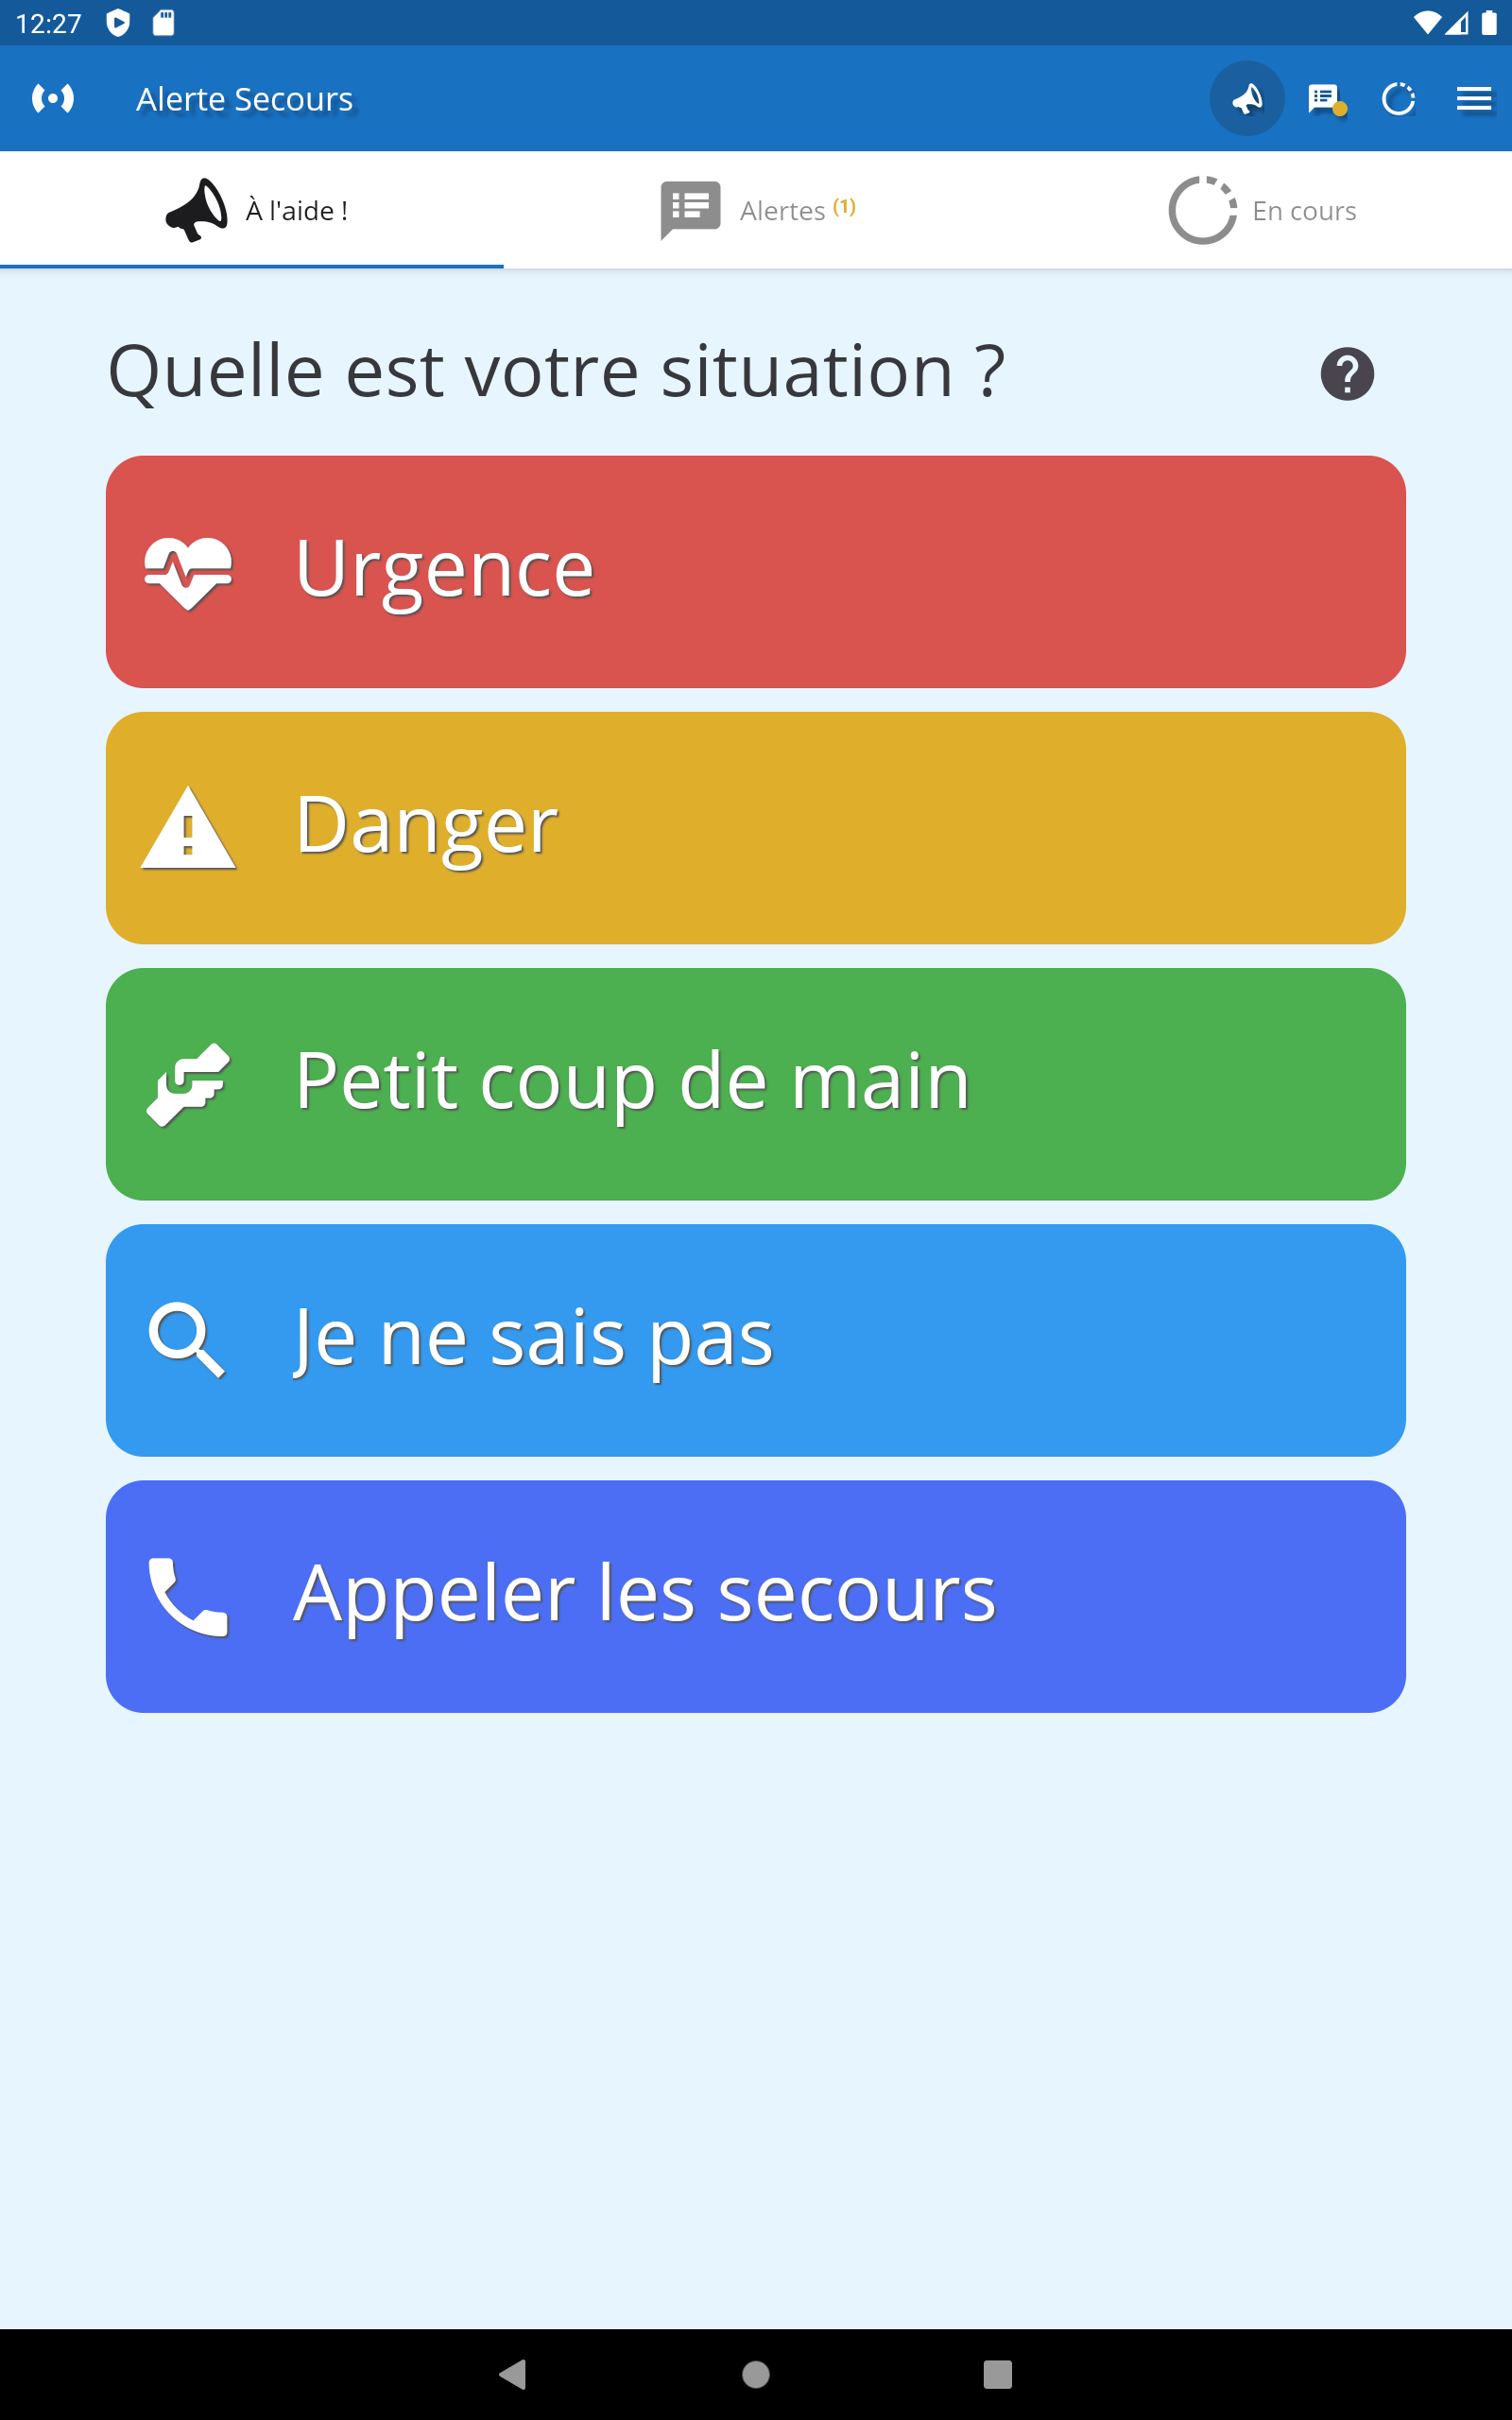 12:27
Alerte Secours
À l'aide !
Alertes (1)
En cours
Quelle est votre situation ?
Urgence
Danger
Petit coup de main
Je ne sais pas
Appeler les secours